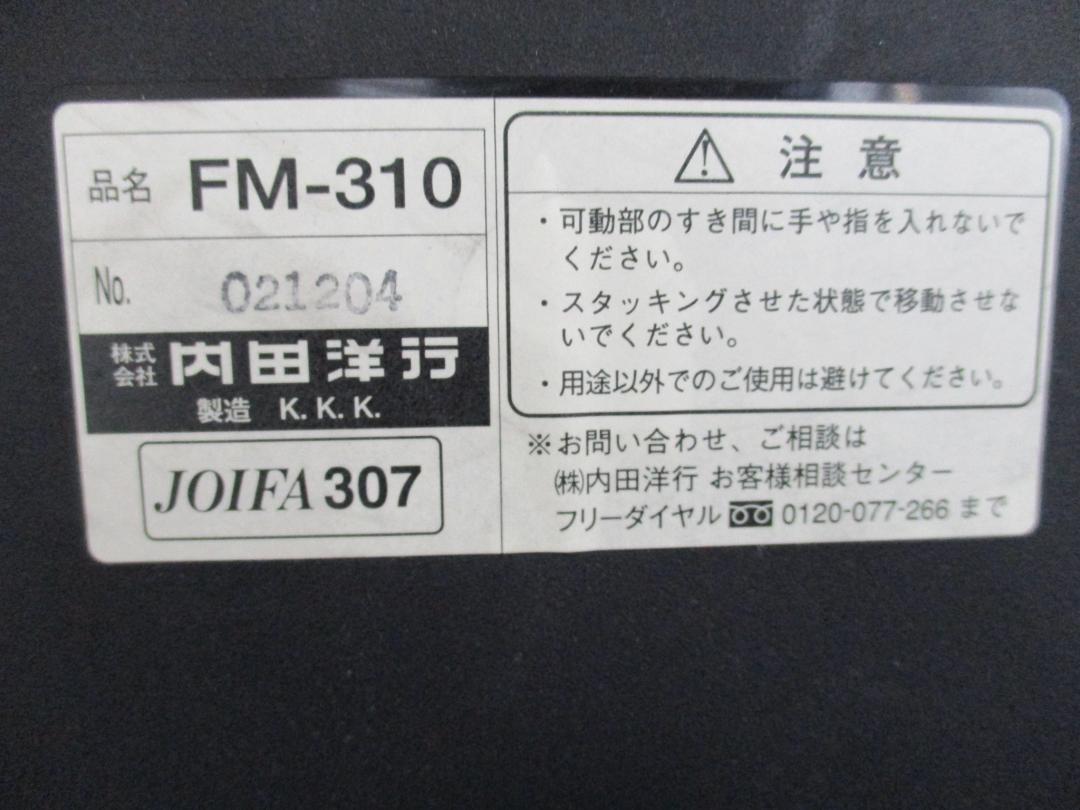 品名 FM-310
No. 021204
株式会社 内田洋行
製造 K. K. K.
JOIFA 307
⚠ 注意
・可動部のすき間に手や指を入れないで
ください。
・スタッキングさせた状態で移動させな
いでください。
・用途以外でのご使用は避けてください。
※お問い合わせ、ご相談は
㈱内田洋行 お客様相談センター
フリーダイヤル 0120-077-266 まで